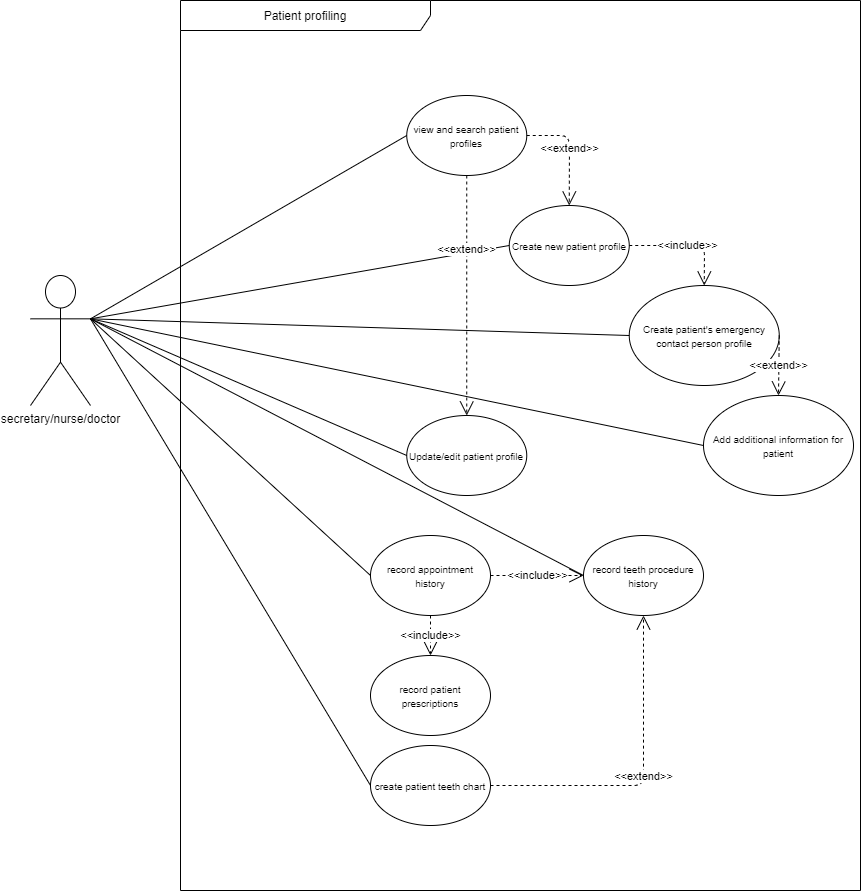 Patient profiling
view and search patient
profiles
<<extend>>
Create new patient profile
<<extend>>
<<include>>
Create patient's emergency
contact person profile
<<extend>>
secretary/nurse/doctor
Add additional information for
patient
Update/edit patient profile
record appointment
history
<<include>>
record teeth procedure
history
<<include>>
record patient
prescriptions
<<extend>>
create patient teeth chart